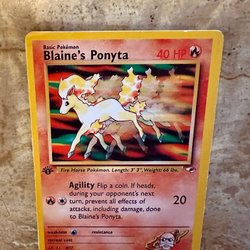 Basic Pokémon
Blaine's Ponyta 40 HP
Fire Horse Pokémon. Length: 3' 3", Weight: 66 lbs.
Agility Flip a coin. If heads,
during your opponent's next
turn, prevent all effects of
attacks, including damage, done
to Blaine's Ponyta.
20
weakness resistance
retreat cost